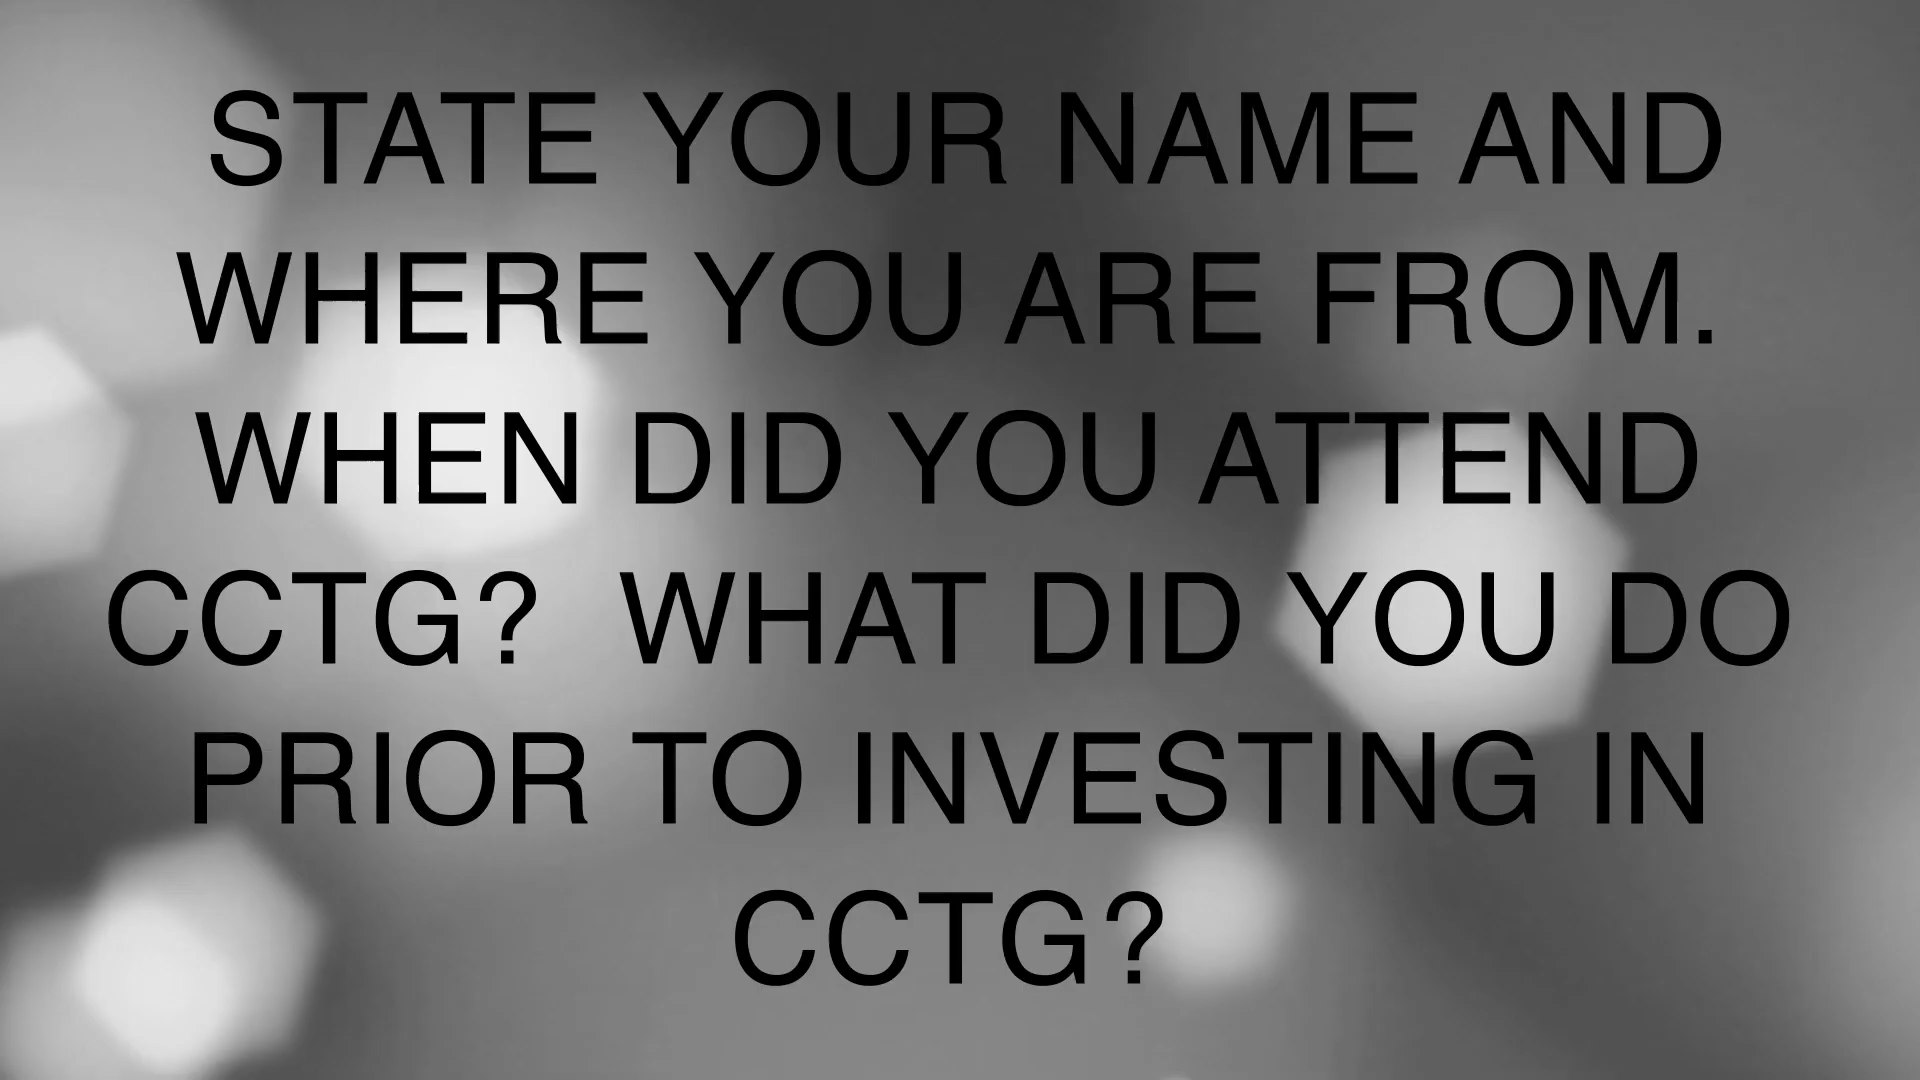 STATE YOUR NAME AND
WHERE YOU ARE FROM.
WHEN DID YOU ATTEND
CCTG?  WHAT DID YOU DO
PRIOR TO INVESTING IN
CCTG?